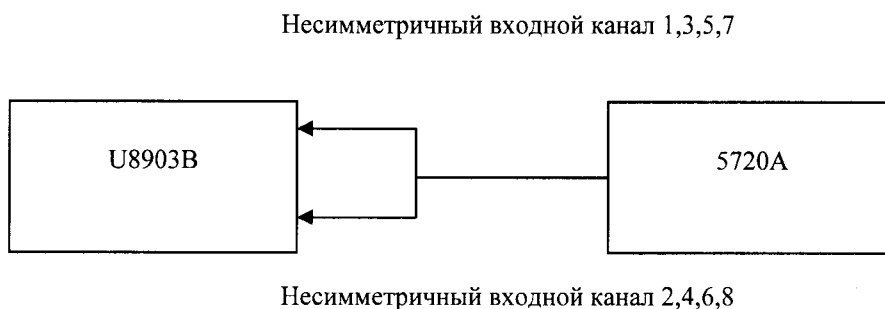 Несимметричный входной канал 1,3,5,7
U8903B
5720A
Несимметричный входной канал 2,4,6,8